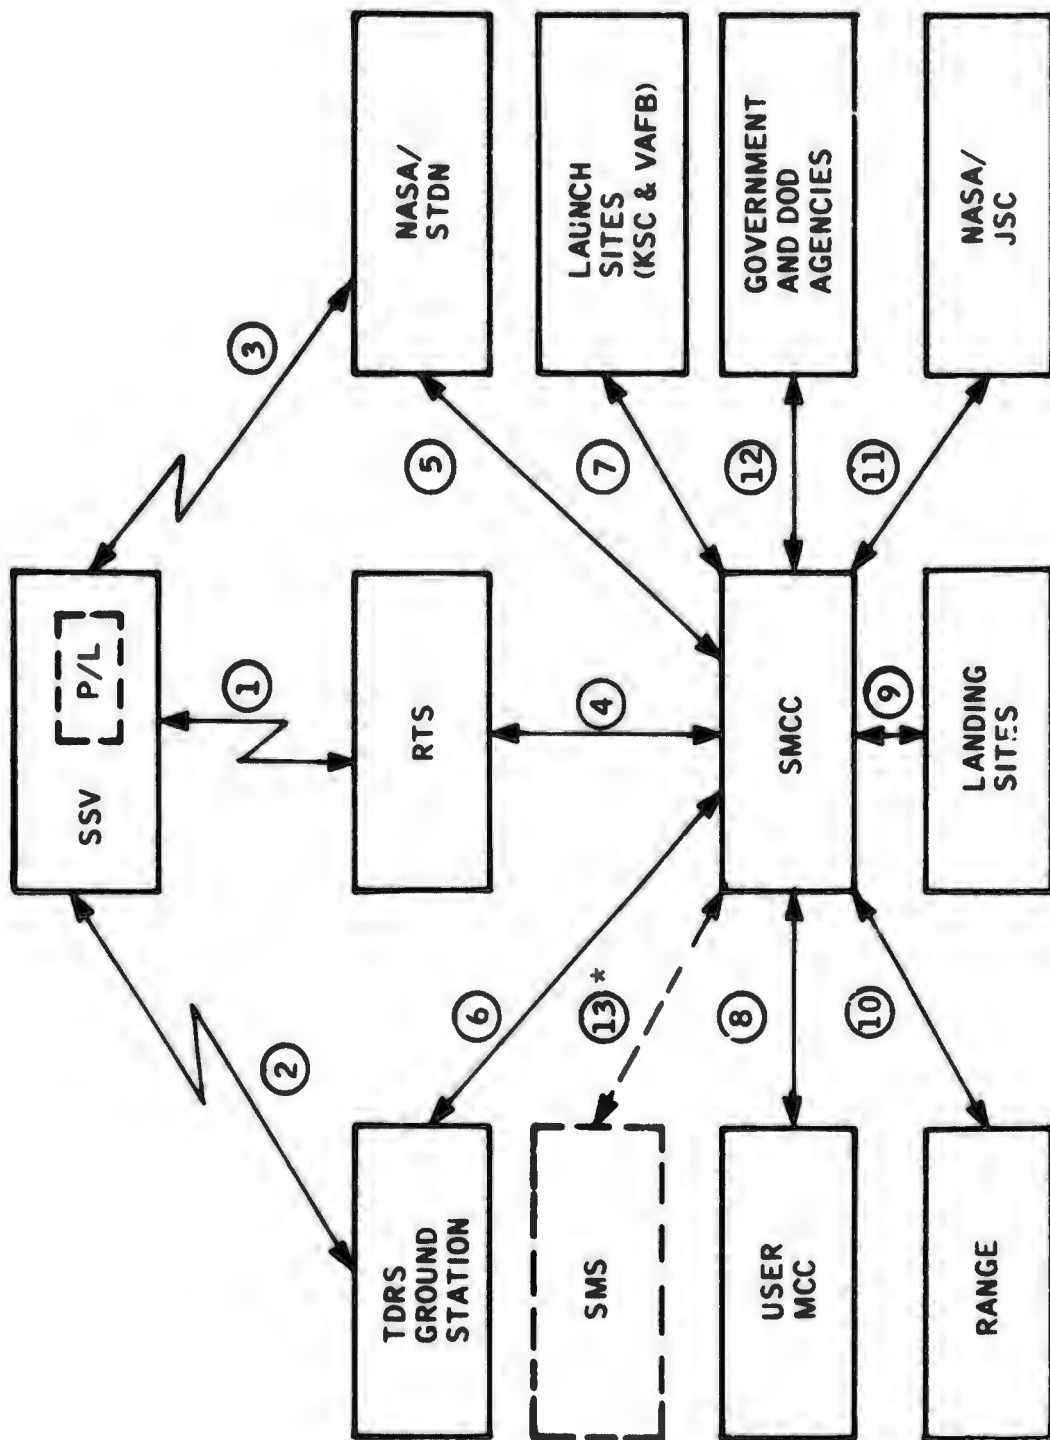 SSV
P/L
2
1
3
TDRS
GROUND
STATION
RTS
NASA/
STDN
6
4
5
SMS
13*
7
LAUNCH
SITES
(KSC & VAFB)
USER
MCC
8
SMCC
12
GOVERNMENT
AND DOD
AGENCIES
10
9
11
RANGE
LANDING
SITES
NASA/
JSC